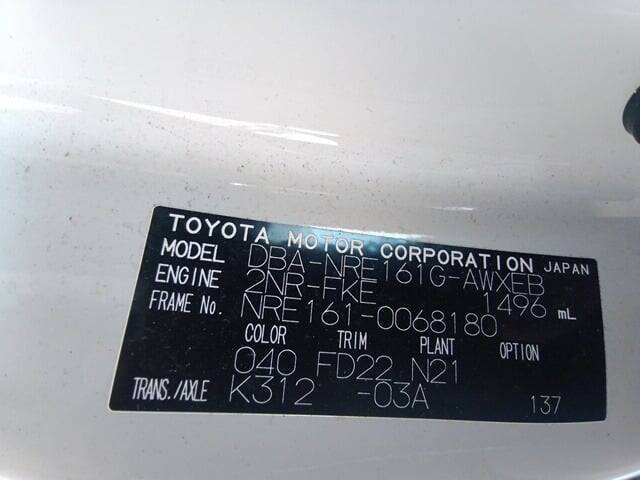 TOYOTA MOTOR CORPORATION JAPAN
MODEL DBA-NRE161G-AWXEB
ENGINE 2NR-FKE 1496 mL
FRAME No. NRE161-0068180
COLOR TRIM PLANT OPTION
040 FD22 N21
TRANS./AXLE K312 -03A 137